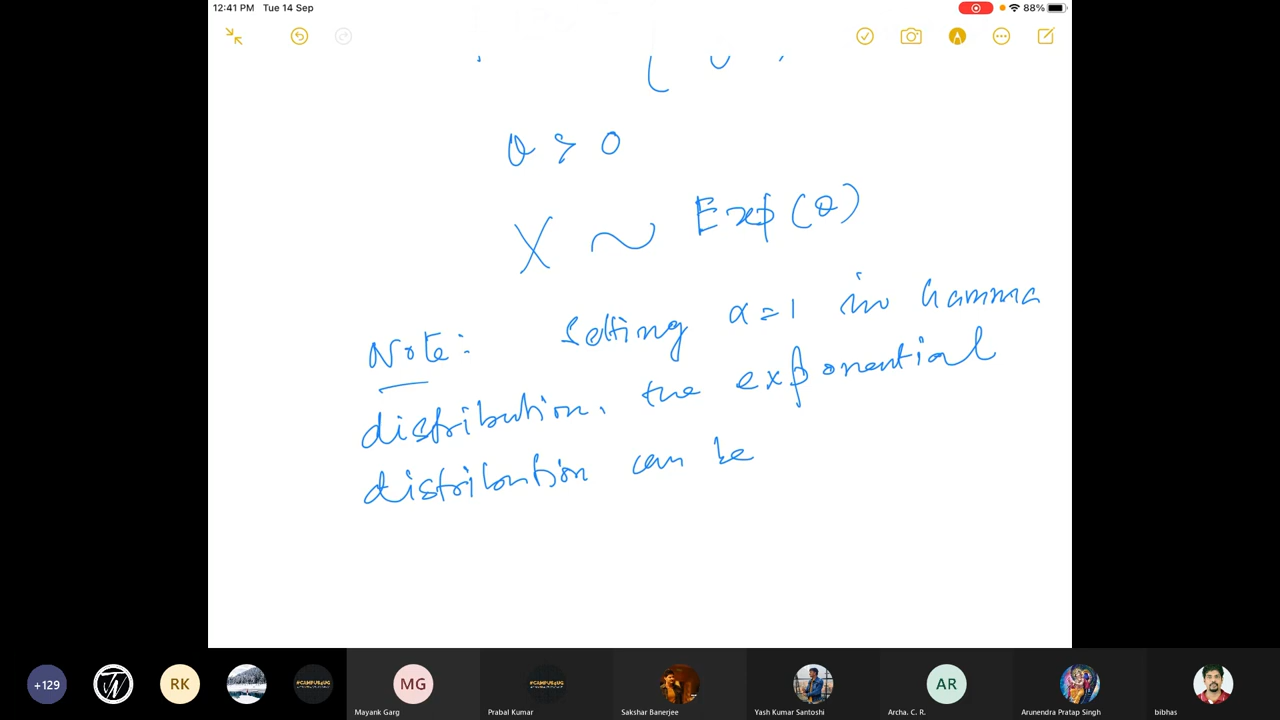 12:41 PM Tue 14 Sep
88%
θ > 0
X ~ Exp(θ)
Note: Setting α=1 in Gamma
distribution, the exponential
distribution can be
+129
RK
#CAMPUS4UG
MG
#CAMPUS4UG
AR
Mayank Garg
Prabal Kumar
Sakshar Banerjee
Yash Kumar Santoshi
Archa. C. R.
Arunendra Pratap Singh
bibhas